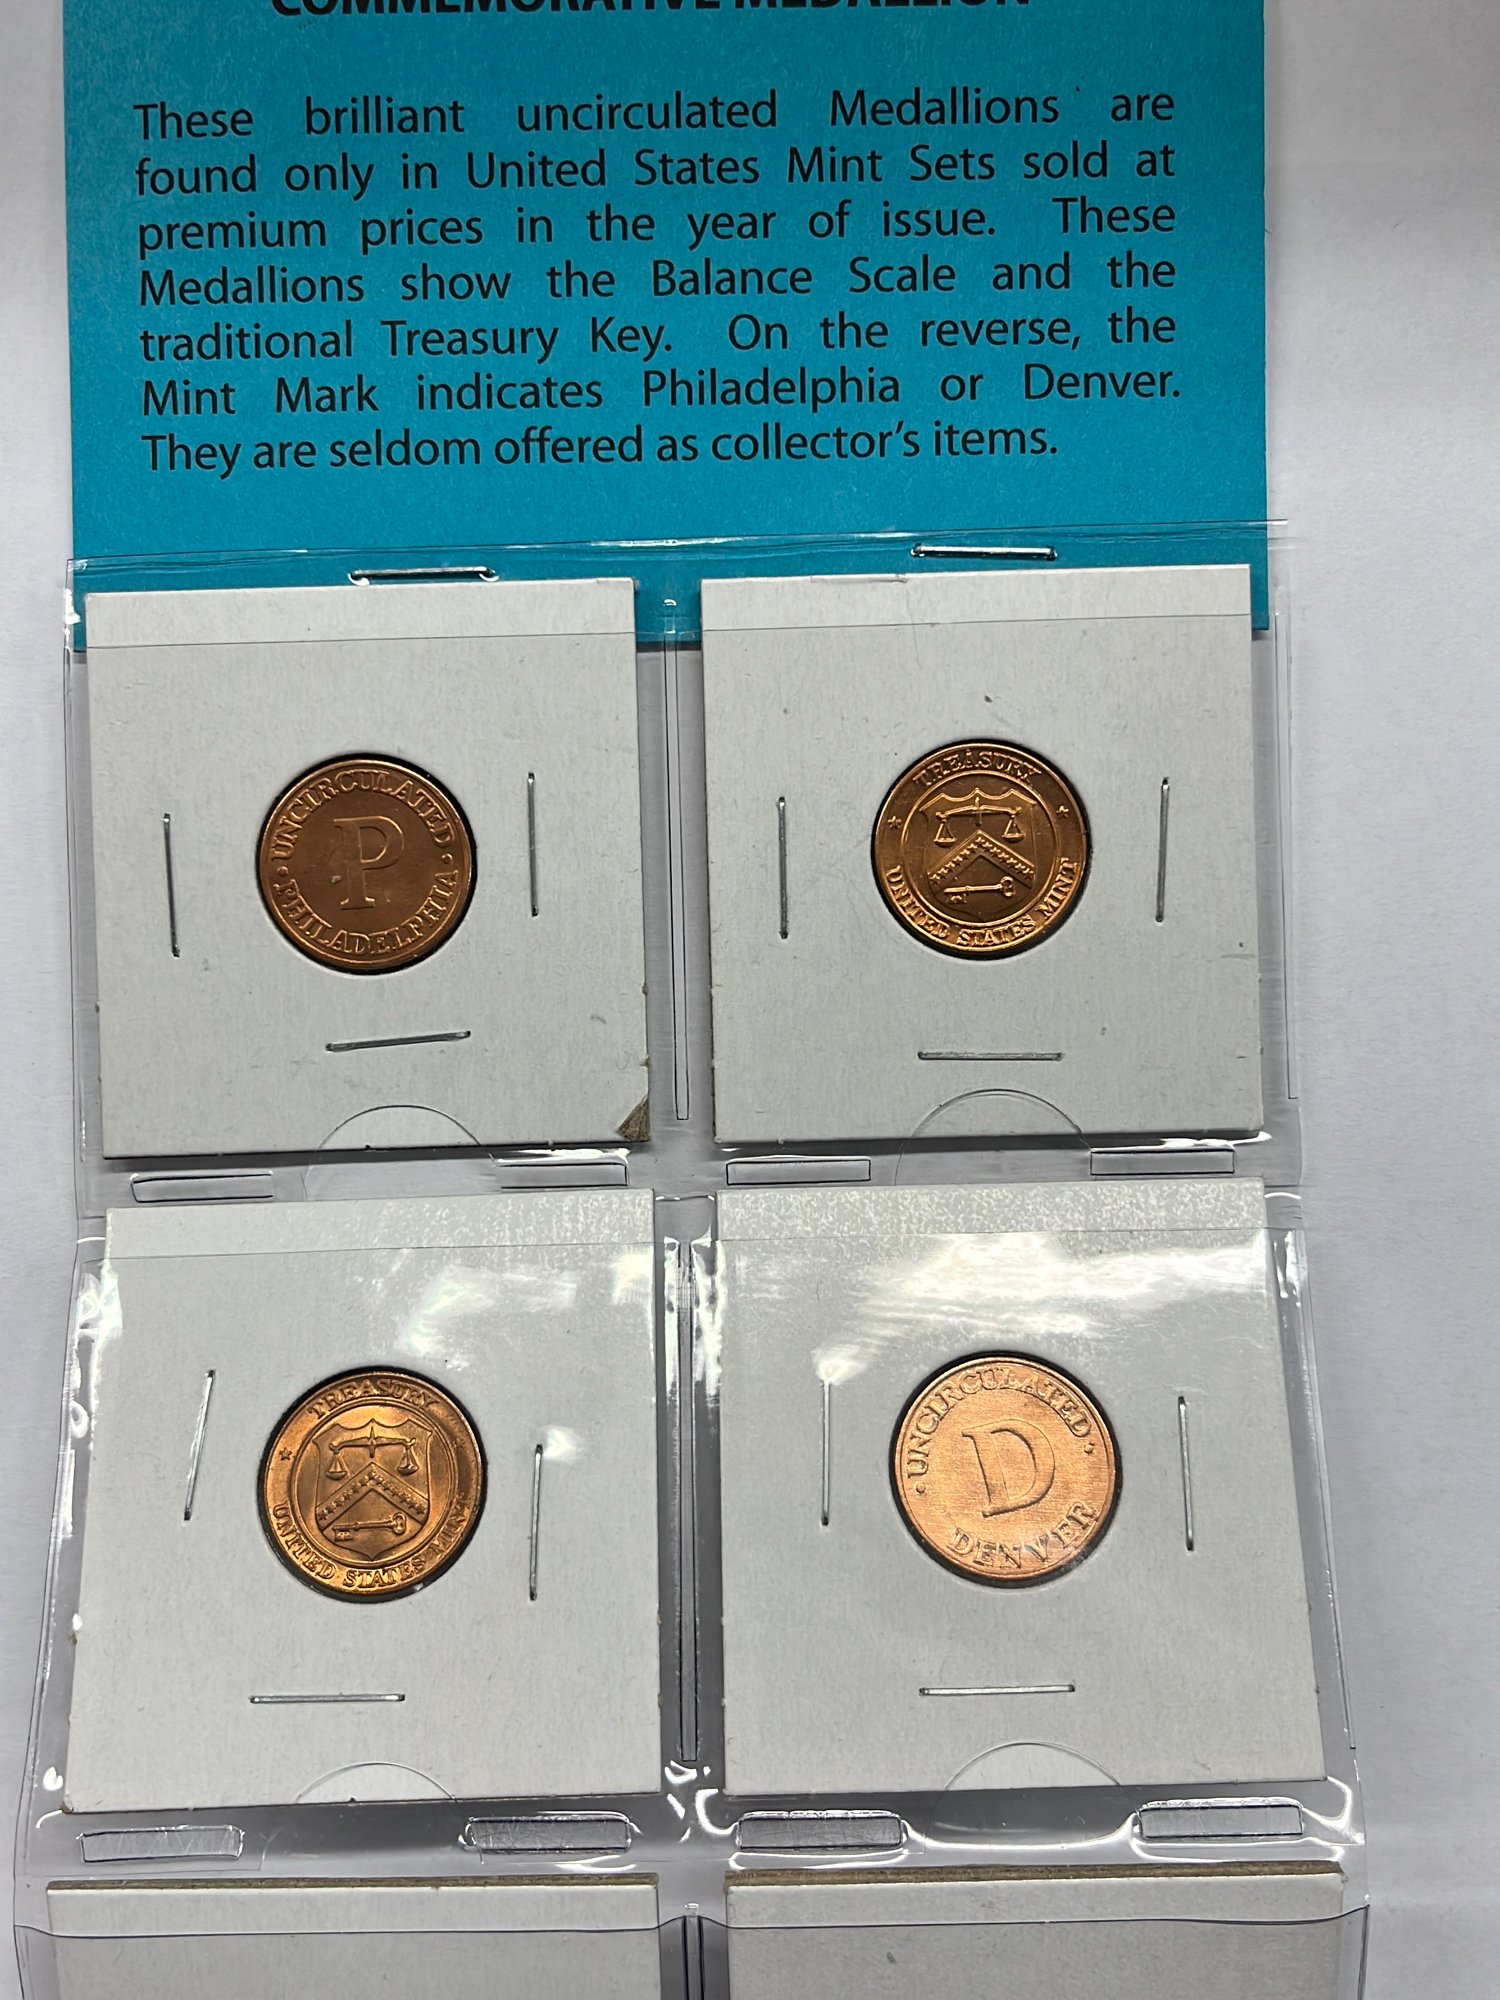 COMMEMORATIVE MEDALLION
These brilliant uncirculated Medallions are
found only in United States Mint Sets sold at
premium prices in the year of issue. These
Medallions show the Balance Scale and the
traditional Treasury Key. On the reverse, the
Mint Mark indicates Philadelphia or Denver.
They are seldom offered as collector's items.
UNCIRCULATED
P
PHILADELPHIA
TREASURY
UNITED STATES MINT
TREASURY
UNITED STATES MINT
UNCIRCULATED
D
DENVER